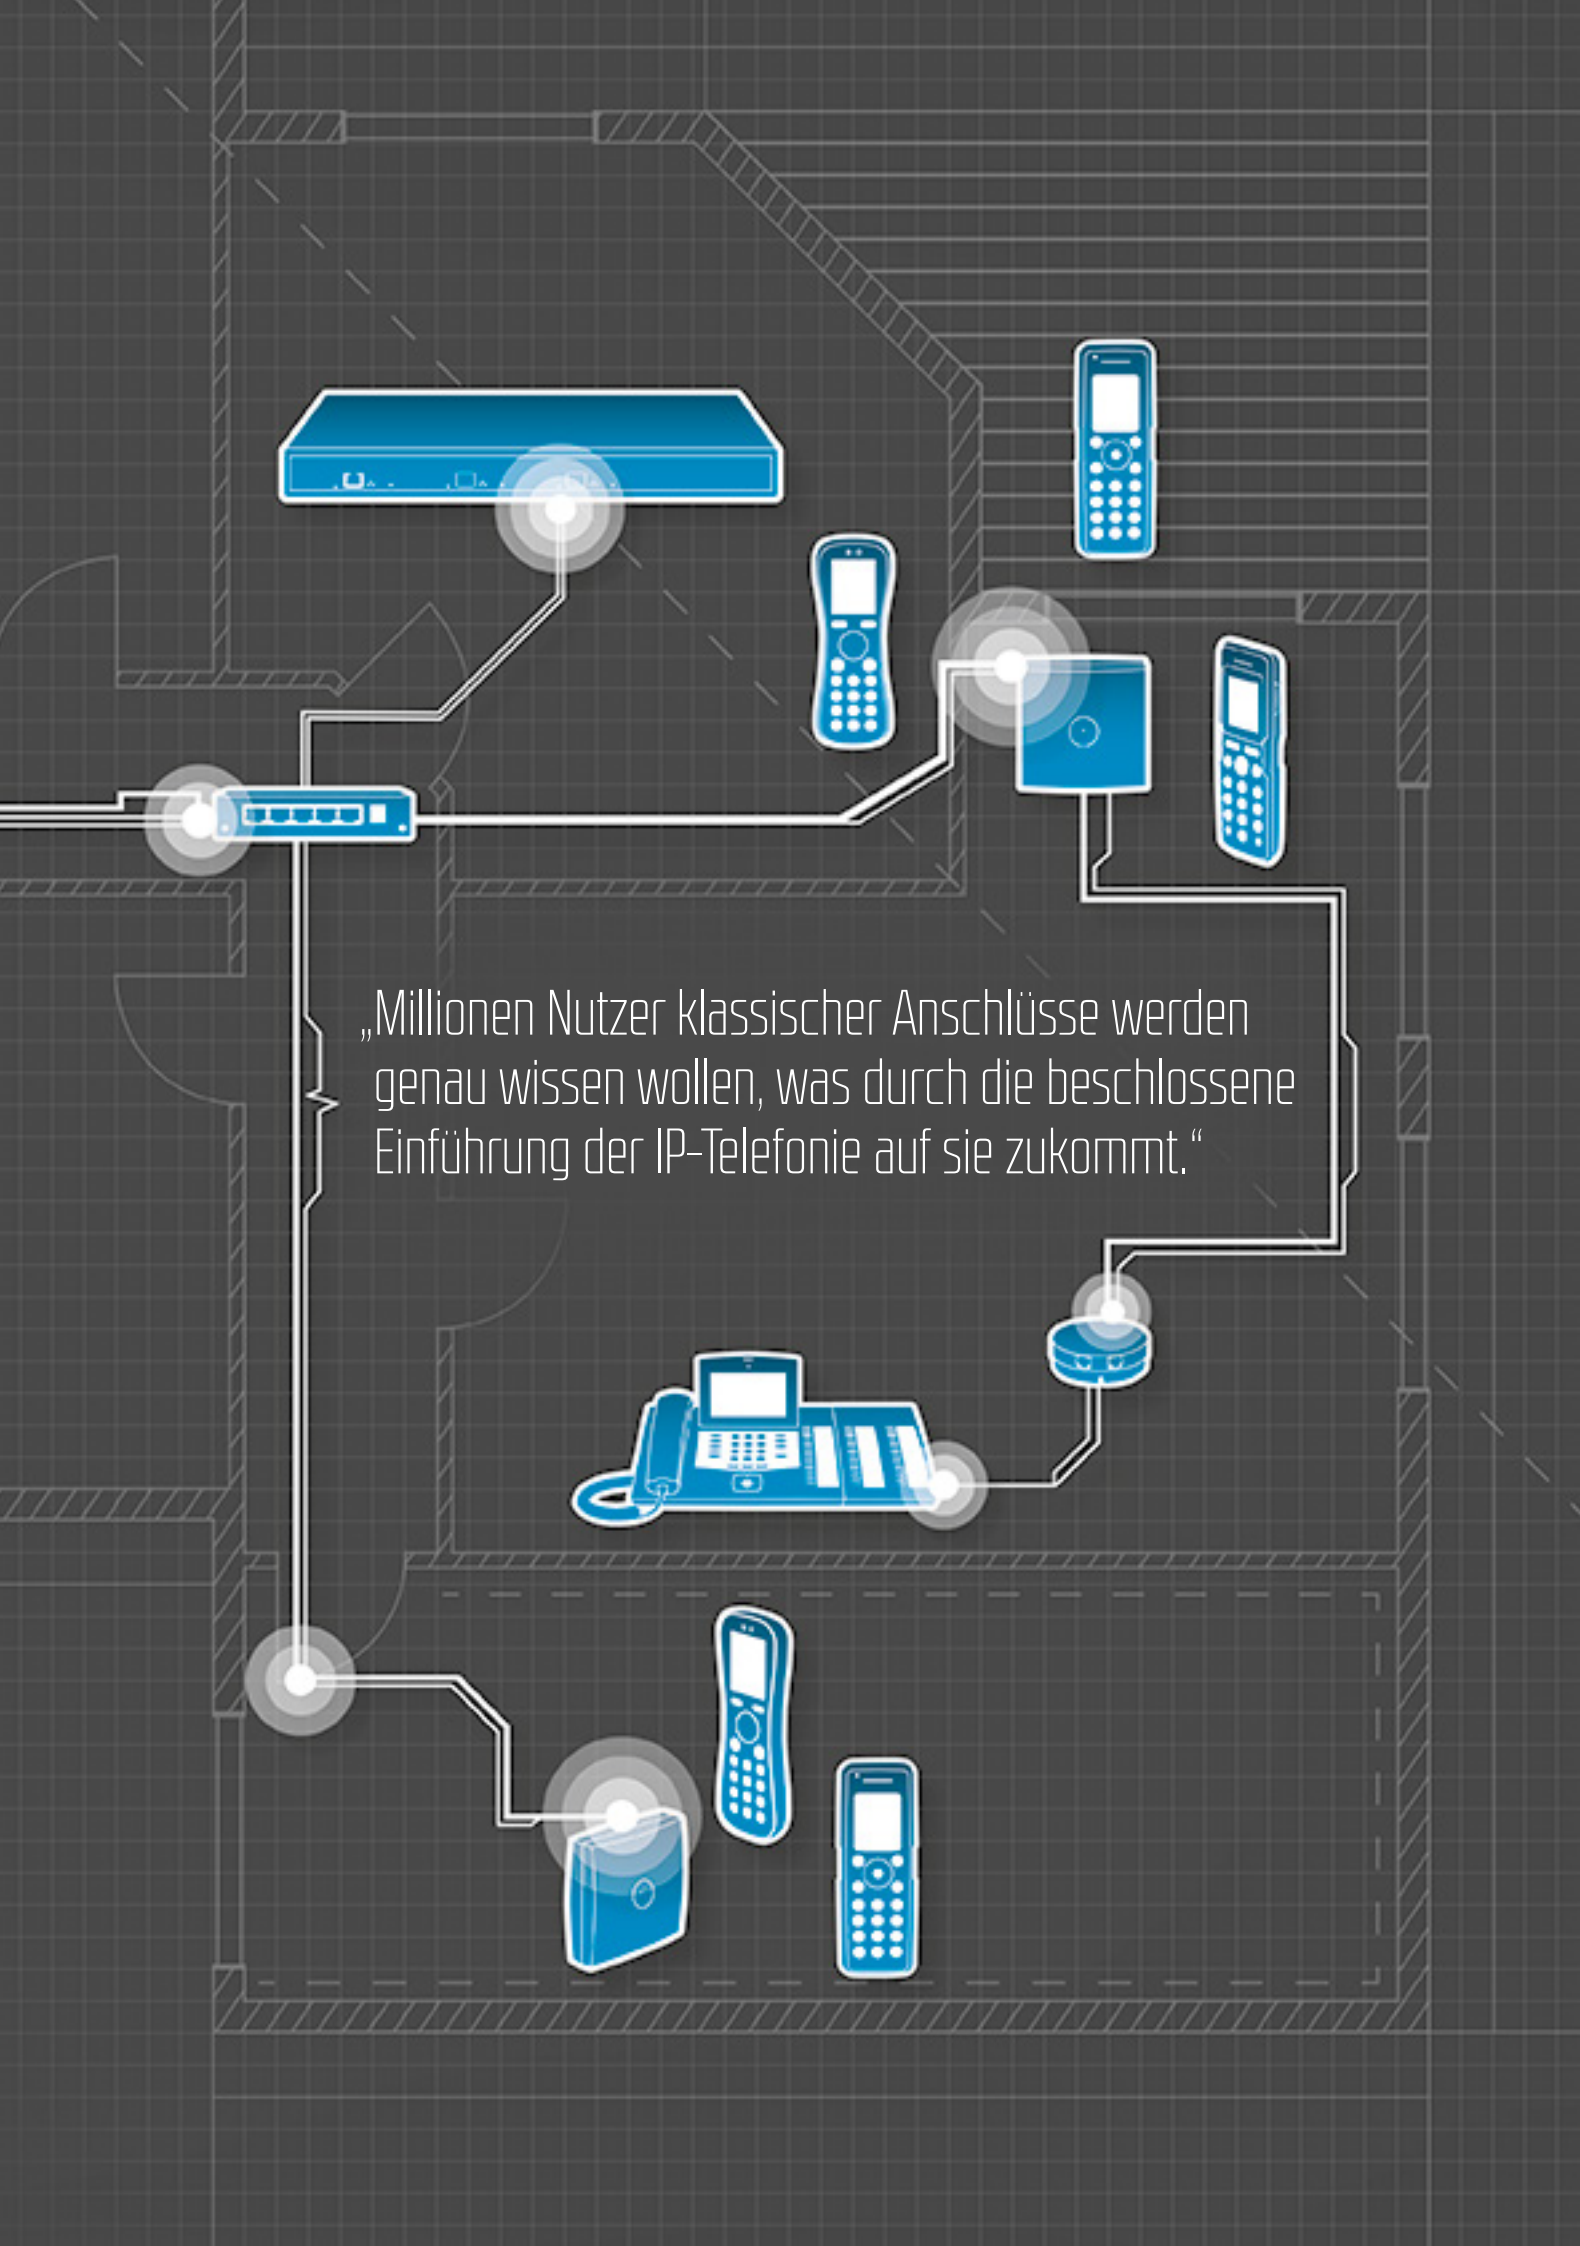 „Millionen Nutzer klassischer Anschlüsse werden
genau wissen wollen, was durch die beschlossene
Einführung der IP-Telefonie auf sie zukommt.“